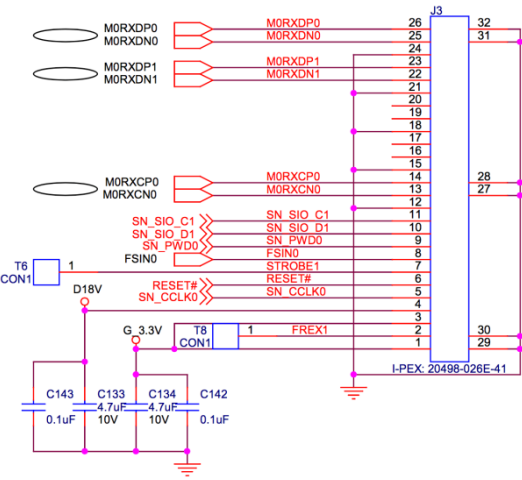 J3
M0RXDP0 M0RXDP0 26 32
M0RXDN0 M0RXDN0 25 31
24
M0RXDP1 M0RXDP1 23
M0RXDN1 M0RXDN1 22
21
20
19
18
17
16
15
M0RXCP0 M0RXCP0 14 28
M0RXCN0 M0RXCN0 13 27
12
SN_SIO_C1 SN_SIO_C1 11
SN_SIO_D1 SN_SIO_D1 10
SN_PWD0 SN_PWD0 9
FSIN0 FSIN0 8
T6 1 STROBE1 7
CON1
RESET# RESET# 6
D18V SN_CCLK0 SN_CCLK0 5
4
3
G_3.3V T8 1 FREX1 2 30
CON1 1 29
I-PEX: 20498-026E-41
C143 C133 C134 C142
4.7uF 4.7uF
0.1uF 10V 10V 0.1uF